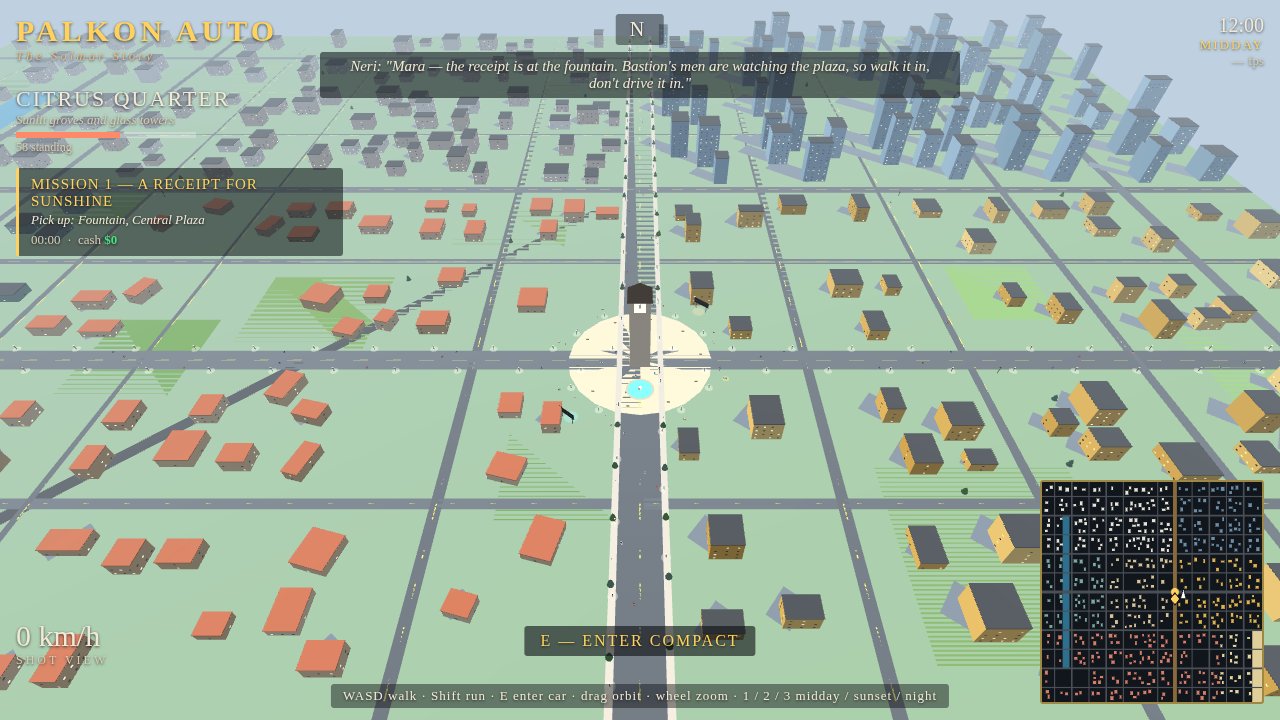 PALKON AUTO
The Solmar Story
CITRUS QUARTER
Sunlit groves and glass towers
58 standing
MISSION 1 — A RECEIPT FOR
SUNSHINE
Pick up: Fountain, Central Plaza
00:00 · cash $0
N
Neri: "Mara — the receipt is at the fountain. Bastion's men are watching the plaza, so walk it in,
don't drive it in."
12:00
MIDDAY
— fps
0 km/h
SHOT VIEW
E — ENTER COMPACT
WASD walk · Shift run · E enter car · drag orbit · wheel zoom · 1 / 2 / 3 midday / sunset / night